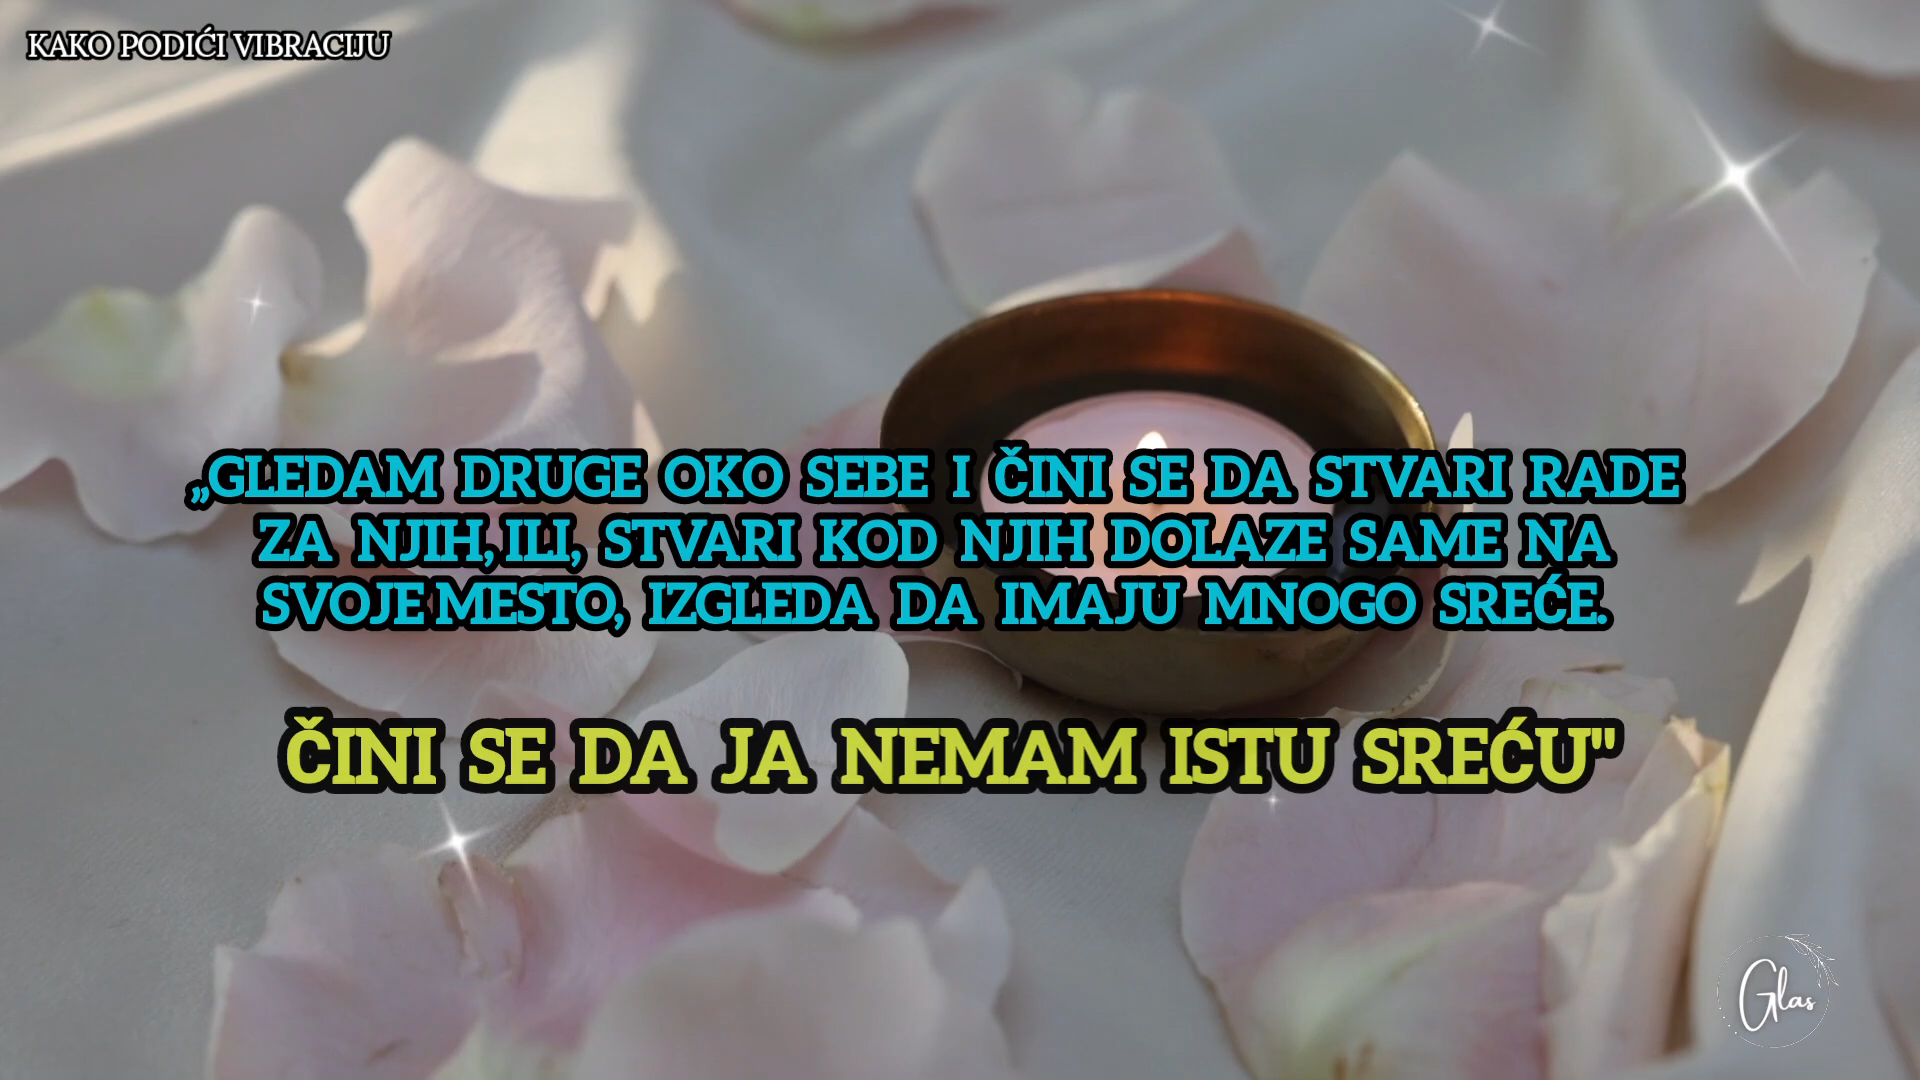 KAKO PODIĆI VIBRACIJU
„GLEDAM DRUGE OKO SEBE I ČINI SE DA STVARI RADE
ZA NJIH, ILI, STVARI KOD NJIH DOLAZE SAME NA
SVOJE MESTO, IZGLEDA DA IMAJU MNOGO SREĆE.
ČINI SE DA JA NEMAM ISTU SREĆU"
Glas